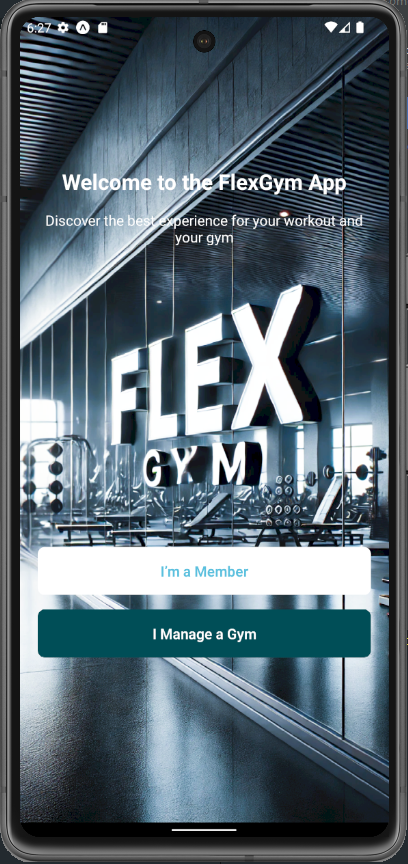 6:27
Welcome to the FlexGym App
Discover the best experience for your workout and
your gym
FLEX
GYM
I'm a Member
I Manage a Gym